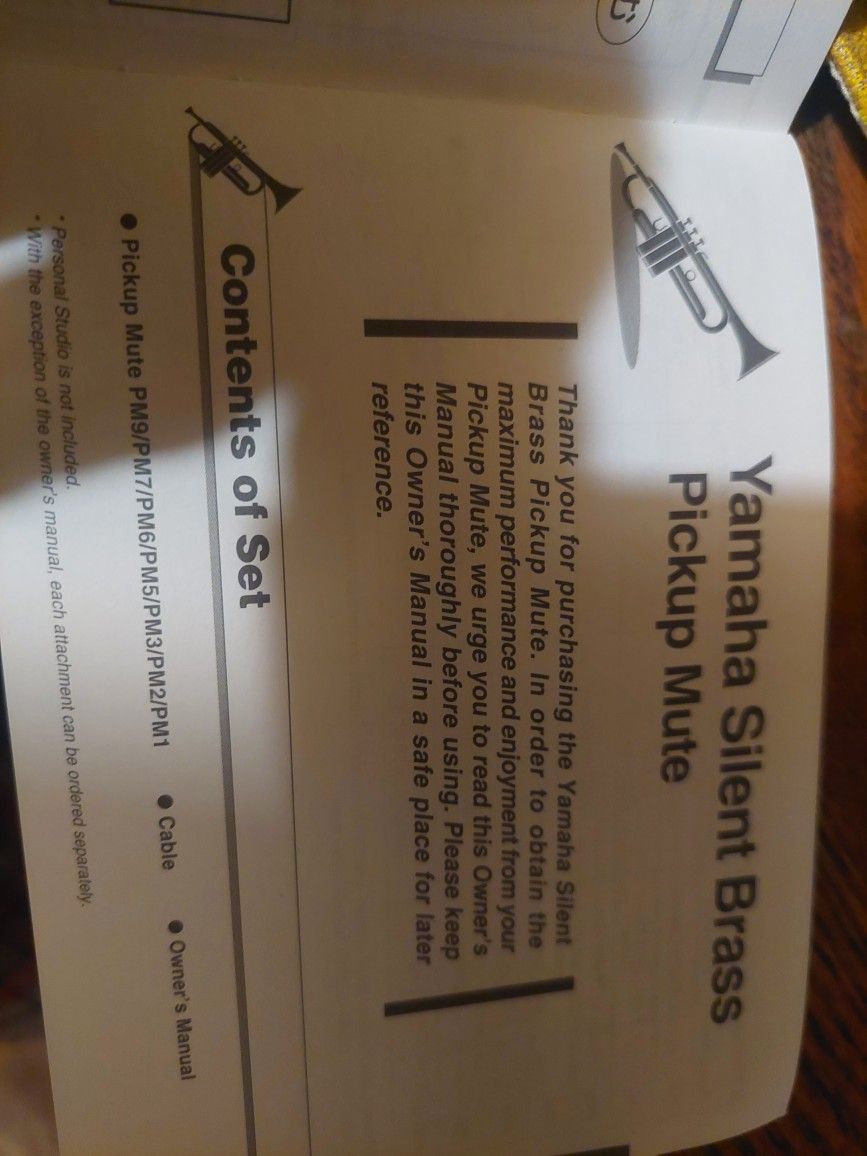 む
Yamaha Silent Brass
Pickup Mute
Thank you for purchasing the Yamaha Silent
Brass Pickup Mute. In order to obtain the
maximum performance and enjoyment from your
Pickup Mute, we urge you to read this Owner's
Manual thoroughly before using. Please keep
this Owner's Manual in a safe place for later
reference.
Contents of Set
● Pickup Mute PM9/PM7/PM6/PM5/PM3/PM2/PM1 ● Cable ● Owner's Manual
* Personal Studio is not included.
* With the exception of the owner's manual, each attachment can be ordered separately.